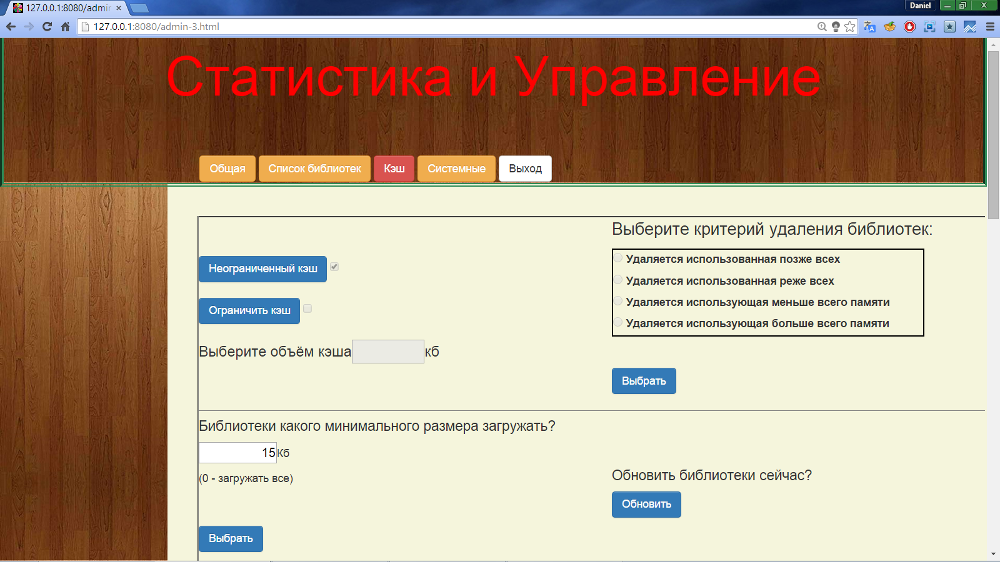 127.0.0.1:8080/admin
Daniel
127.0.0.1:8080/admin-3.html
Статистика и Управление
Общая Список библиотек Кэш Системные Выход
Выберите критерий удаления библиотек:
Удаляется использованная позже всех
Неограниченный кэш
Удаляется использованная реже всех
Удаляется использующая меньше всего памяти
Ограничить кэш
Удаляется использующая больше всего памяти
Выберите объём кэша кб
Выбрать
Библиотеки какого минимального размера загружать?
15 Кб
(0 - загружать все)
Обновить библиотеки сейчас?
Обновить
Выбрать